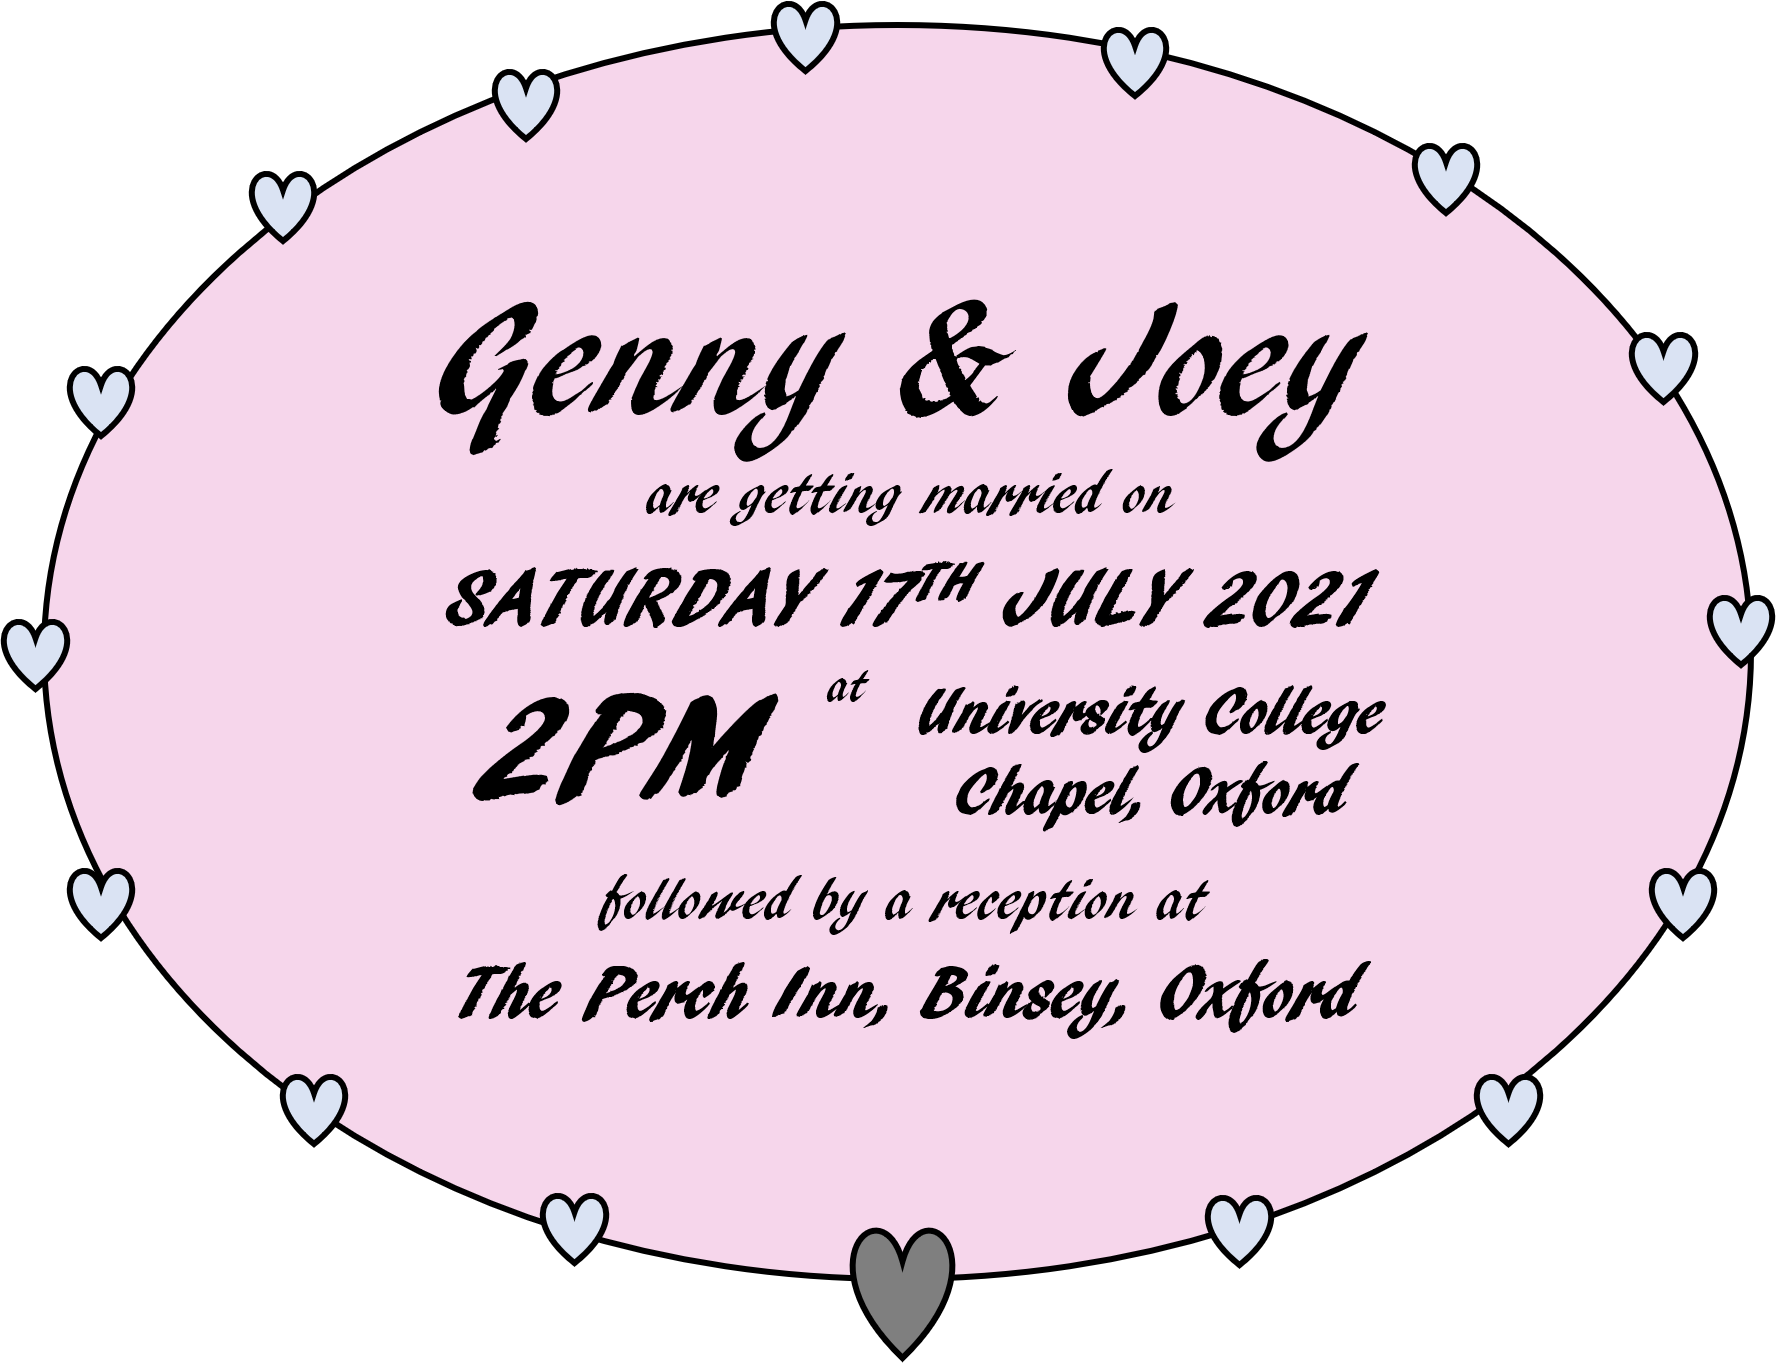 Genny & Joey
are getting married on
SATURDAY 17TH JULY 2021
2PM at University College
Chapel, Oxford
followed by a reception at
The Perch Inn, Binsey, Oxford